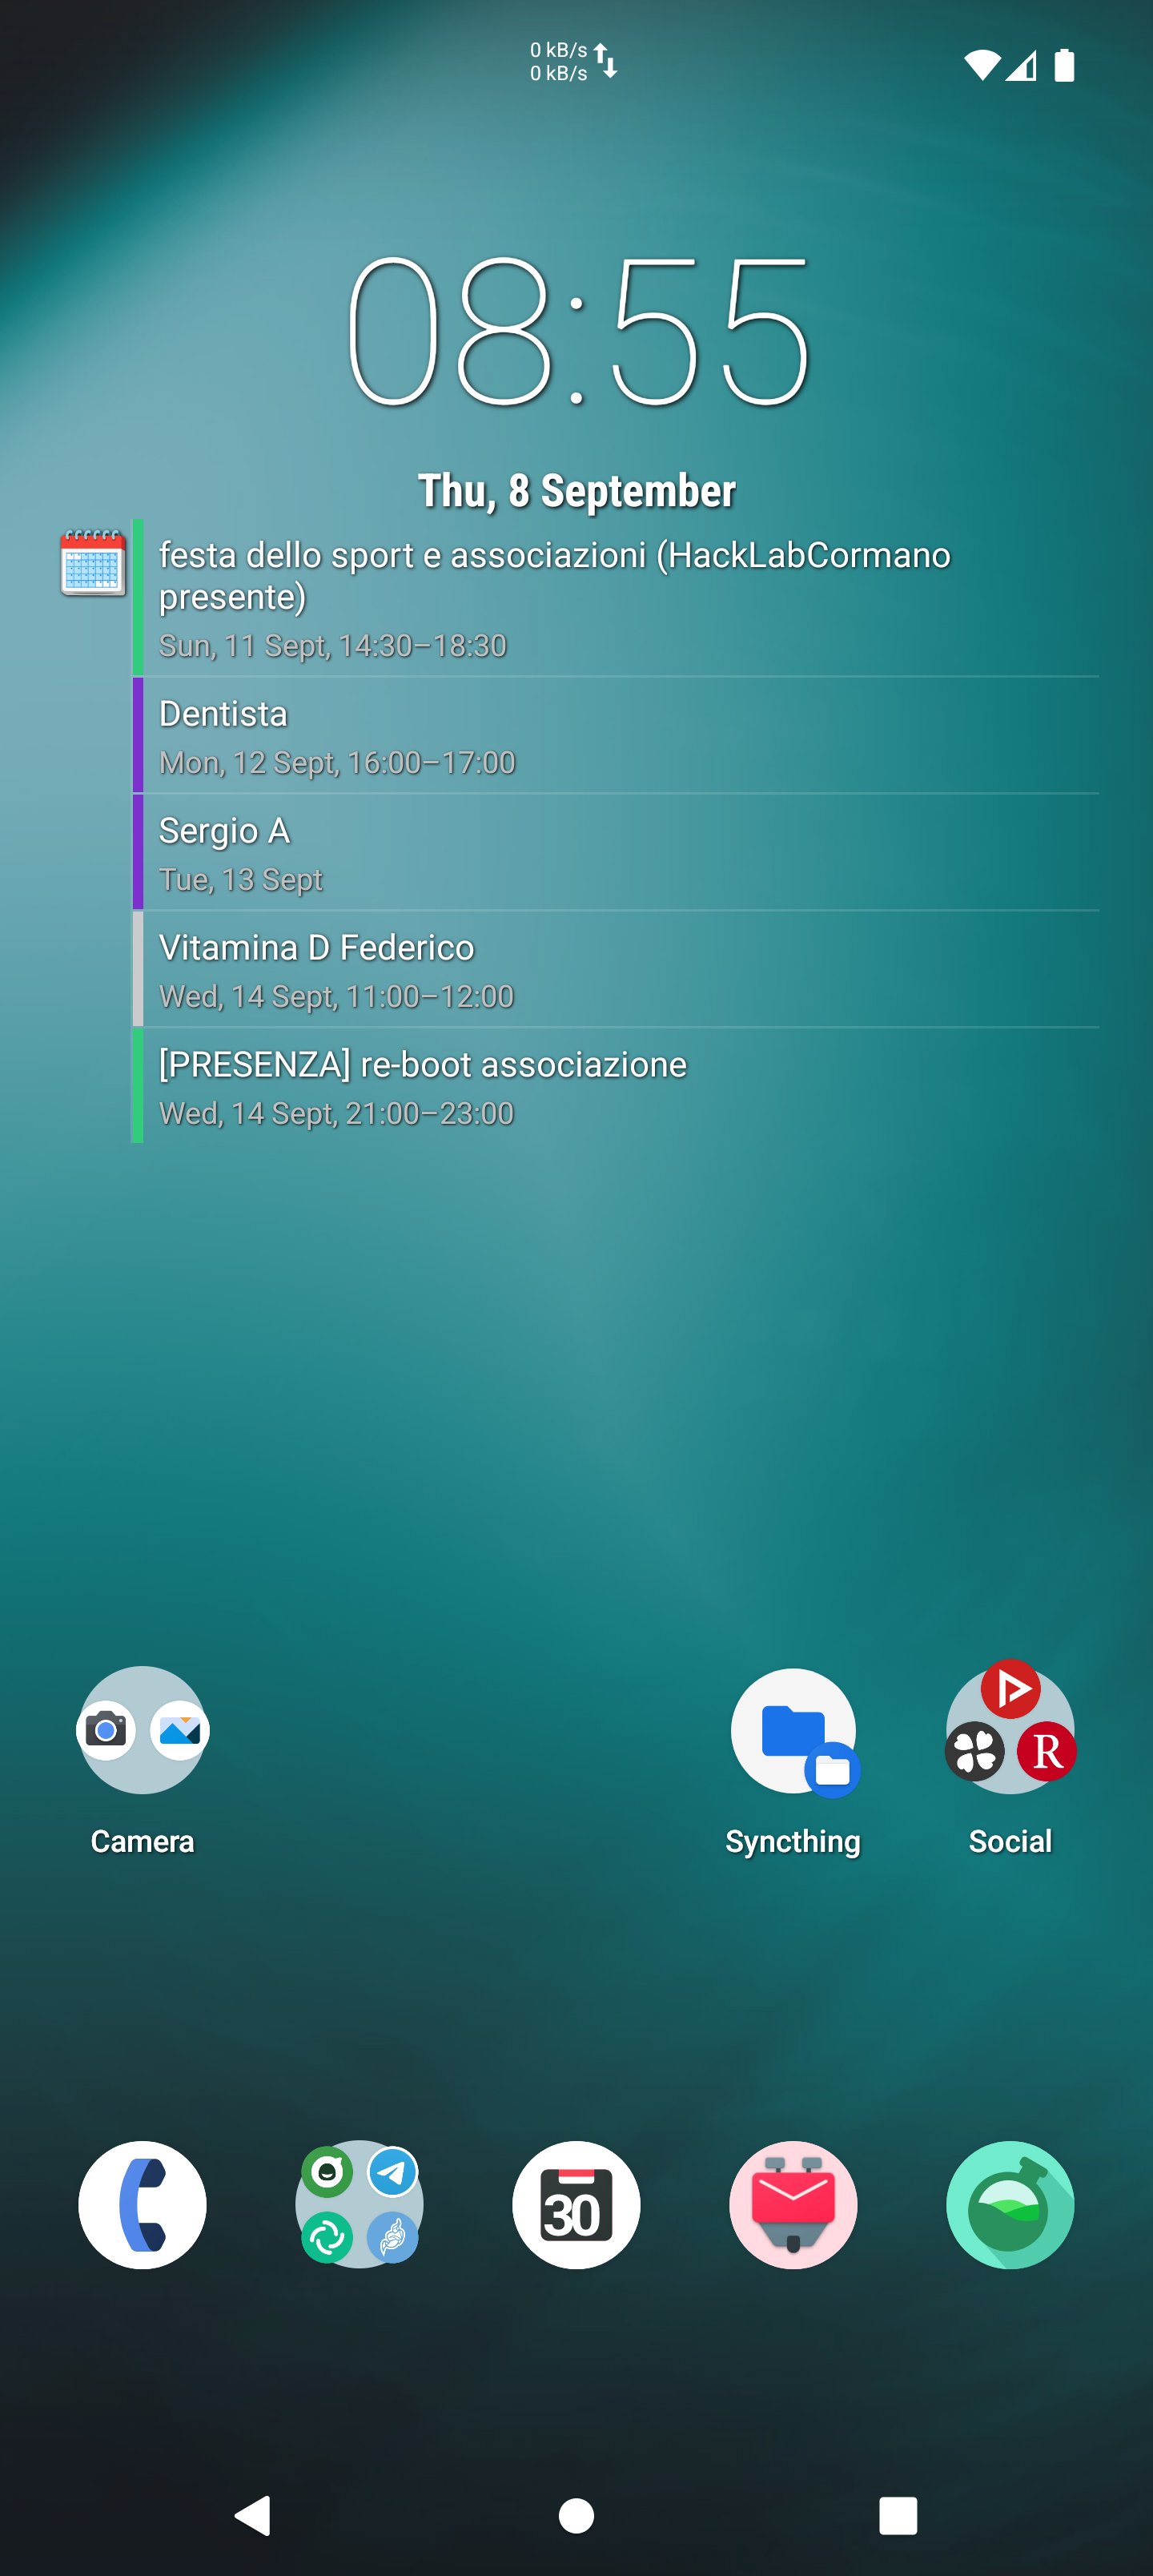 0 kB/s
0 kB/s
08:55
Thu, 8 September
festa dello sport e associazioni (HackLabCormano
presente)
Sun, 11 Sept, 14:30–18:30
Dentista
Mon, 12 Sept, 16:00–17:00
Sergio A
Tue, 13 Sept
Vitamina D Federico
Wed, 14 Sept, 11:00–12:00
[PRESENZA] re-boot associazione
Wed, 14 Sept, 21:00–23:00
R
Camera
Syncthing
Social
30